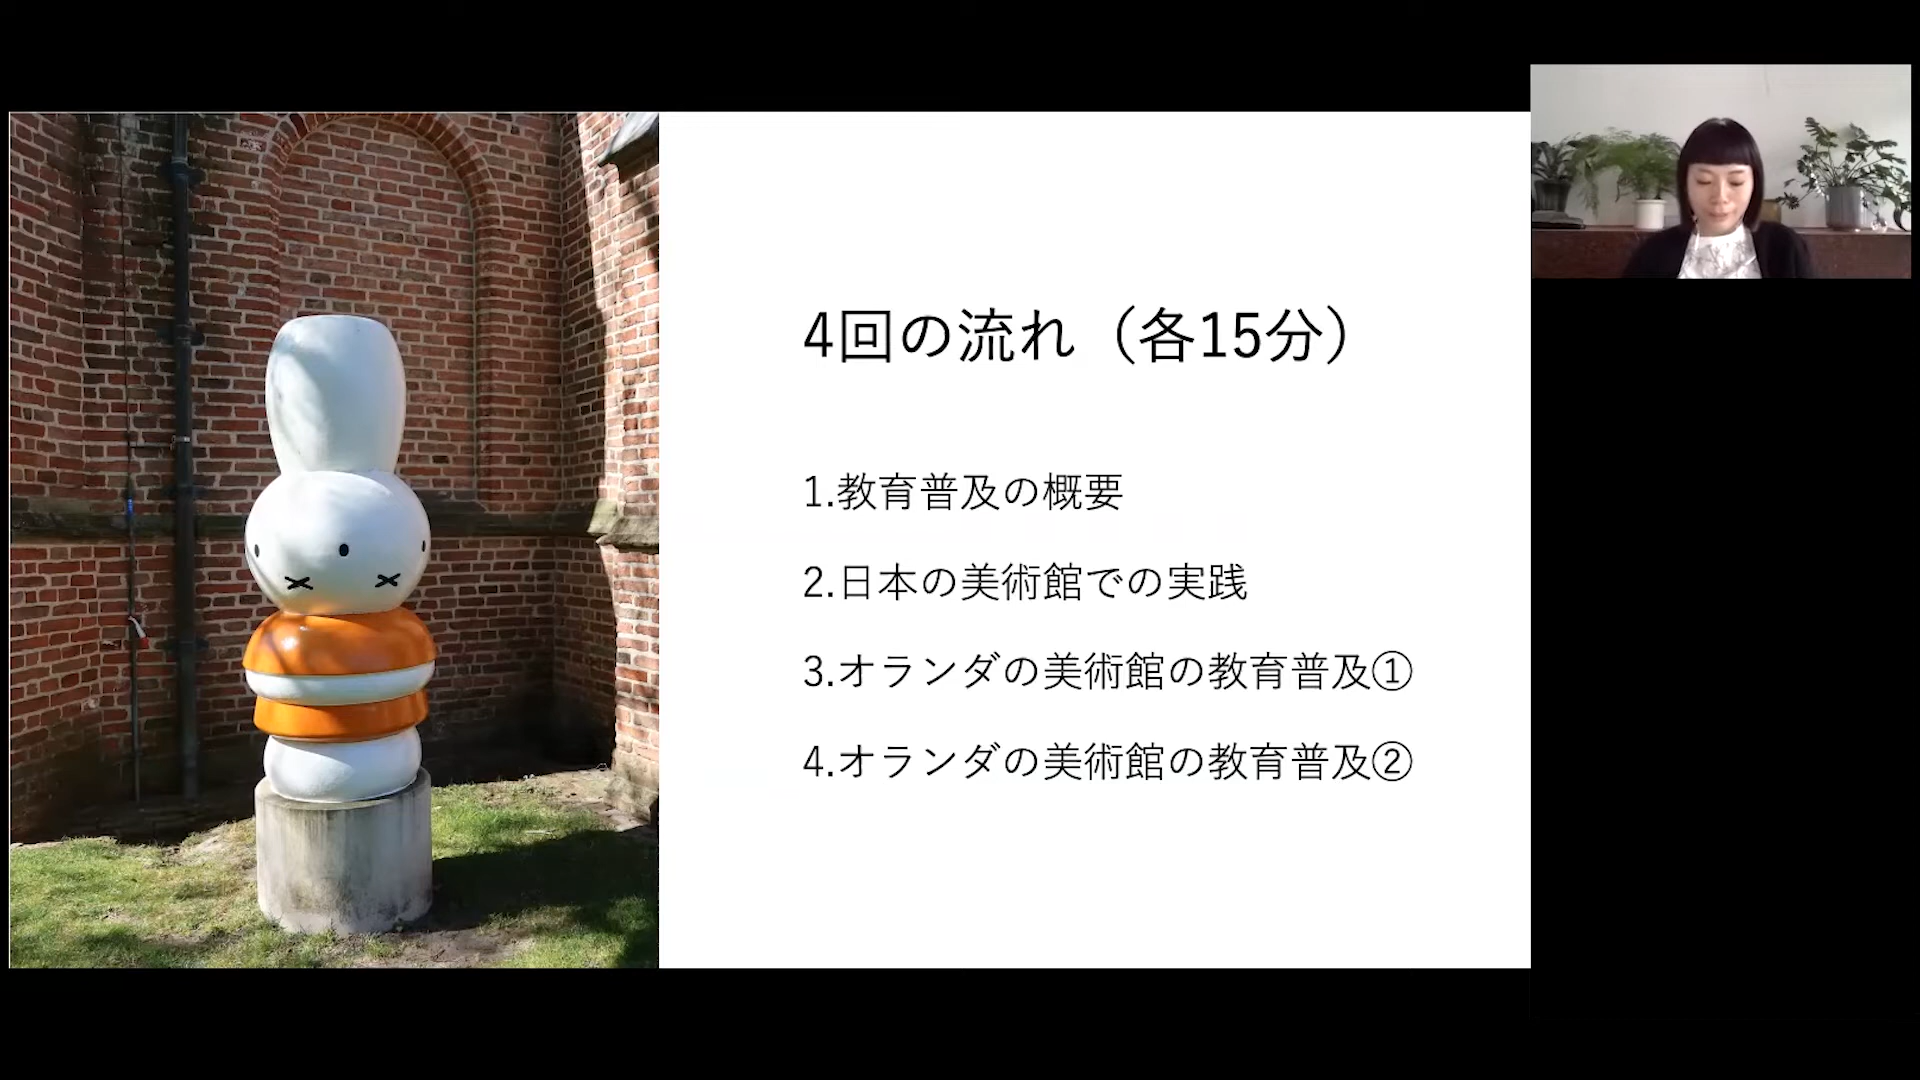 4回の流れ（各15分）
1.教育普及の概要
2.日本の美術館での実践
3.オランダの美術館の教育普及①
4.オランダの美術館の教育普及②